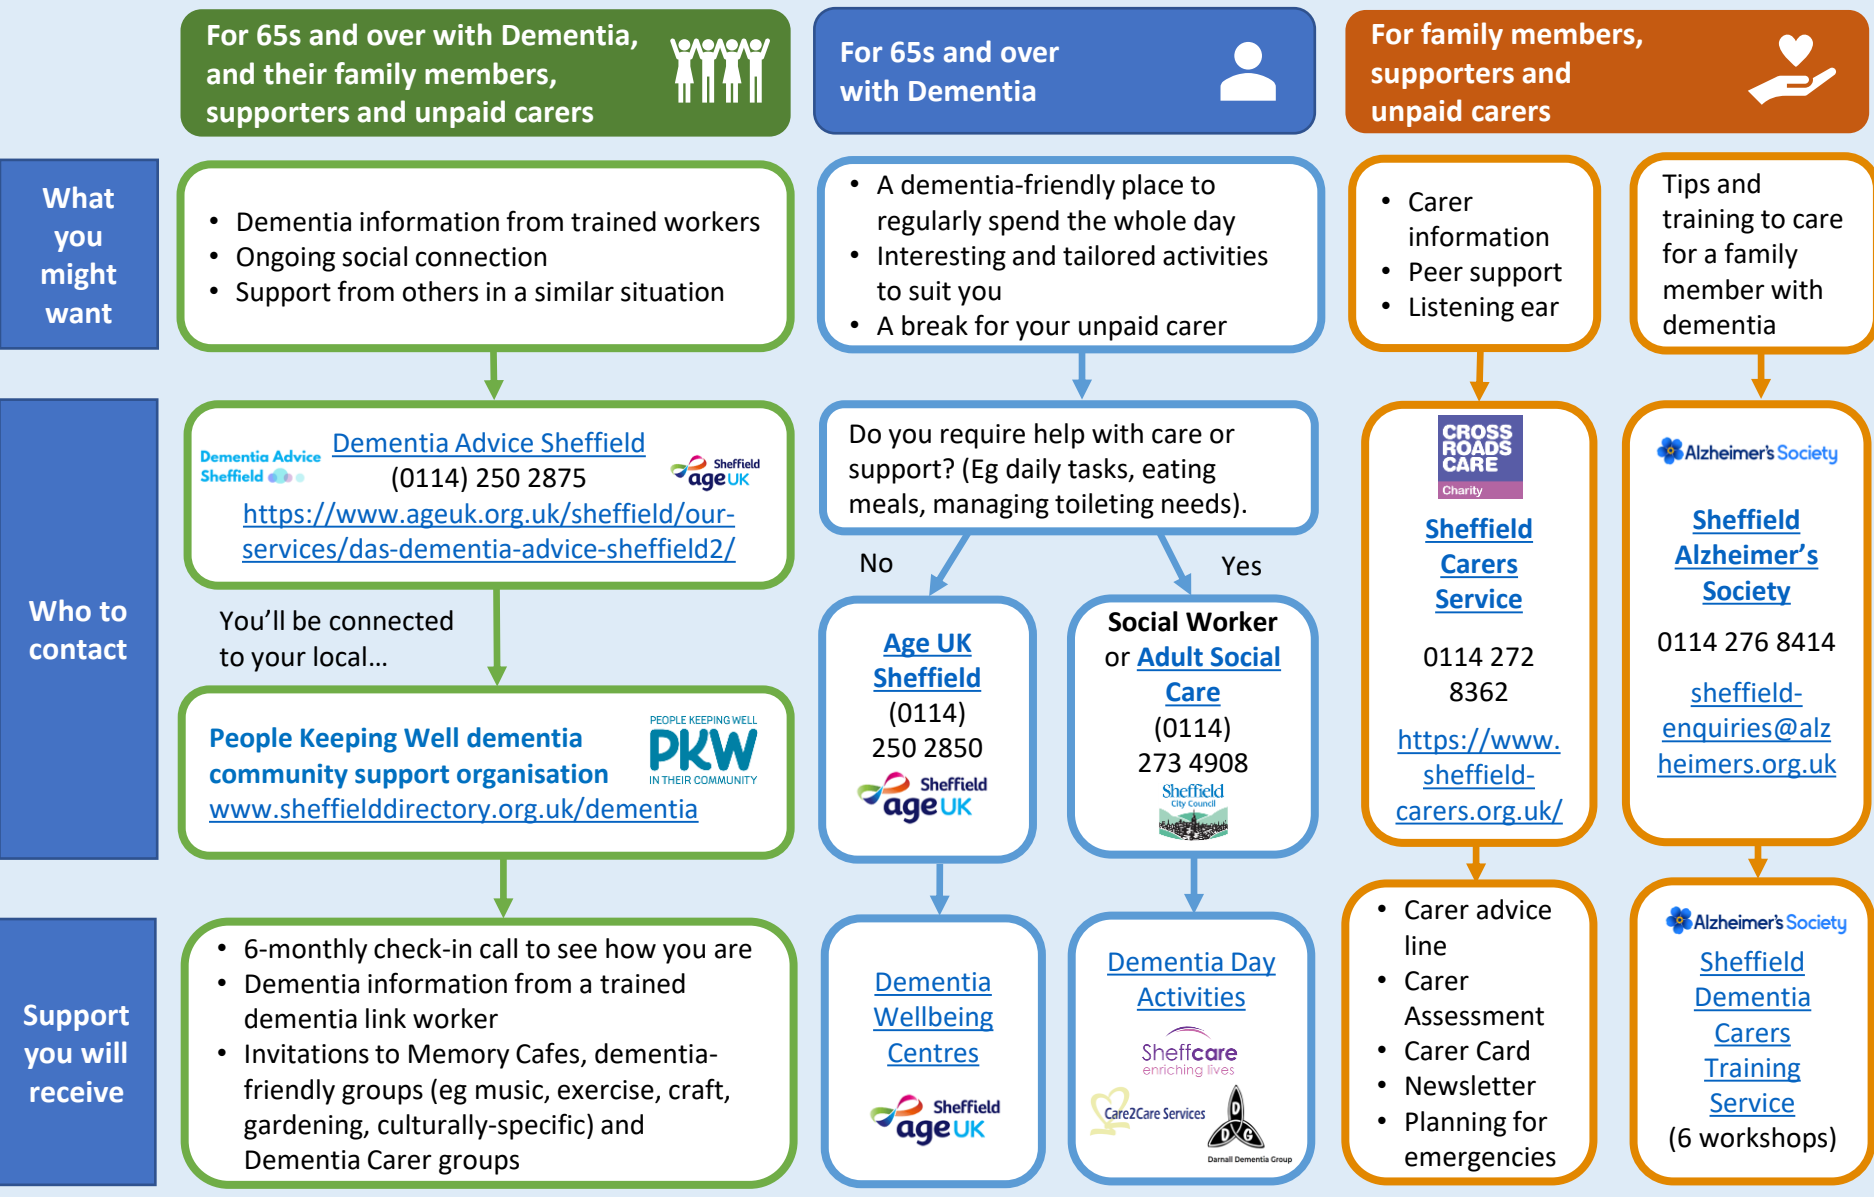 For 65s and over with Dementia,
and their family members,
supporters and unpaid carers
For 65s and over
with Dementia
For family members,
supporters and
unpaid carers
What
you
might
want
• Dementia information from trained workers
• Ongoing social connection
• Support from others in a similar situation
• A dementia-friendly place to
regularly spend the whole day
• Interesting and tailored activities
to suit you
• A break for your unpaid carer
• Carer
information
• Peer support
• Listening ear
Tips and
training to care
for a family
member with
dementia
Who to
contact
Dementia Advice
Sheffield
Dementia Advice Sheffield
(0114) 250 2875
Sheffield
age UK
https://www.ageuk.org.uk/sheffield/our-
services/das-dementia-advice-sheffield2/
You'll be connected
to your local…
People Keeping Well dementia
community support organisation
www.sheffielddirectory.org.uk/dementia
PEOPLE KEEPING WELL
PKW
IN THEIR COMMUNITY
Do you require help with care or
support? (Eg daily tasks, eating
meals, managing toileting needs).
No
Yes
Age UK
Sheffield
(0114)
250 2850
Sheffield
age UK
Social Worker
or Adult Social
Care
(0114)
273 4908
Sheffield
City Council
CROSS
ROADS
CARE
Charity
Sheffield
Carers
Service
0114 272
8362
https://www.
sheffield-
carers.org.uk/
Alzheimer's Society
Sheffield
Alzheimer's
Society
0114 276 8414
sheffield-
enquiries@alz
heimers.org.uk
Support
you will
receive
• 6-monthly check-in call to see how you are
• Dementia information from a trained
dementia link worker
• Invitations to Memory Cafes, dementia-
friendly groups (eg music, exercise, craft,
gardening, culturally-specific) and
Dementia Carer groups
Dementia
Wellbeing
Centres
Sheffield
age UK
Dementia Day
Activities
Sheffcare
enriching lives
Care2Care Services
D
D G
Darnall Dementia Group
• Carer advice
line
• Carer
Assessment
• Carer Card
• Newsletter
• Planning for
emergencies
Alzheimer's Society
Sheffield
Dementia
Carers
Training
Service
(6 workshops)